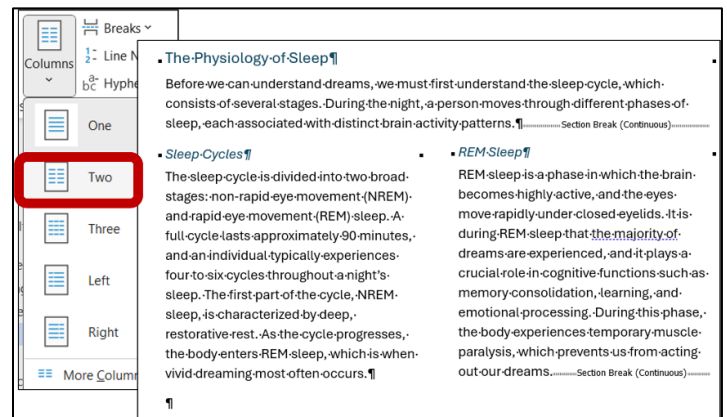 Breaks
Columns
Line N
Hyphe
One
Two
Three
Left
Right
More Column
The·Physiology·of·Sleep¶
Before·we·can·understand·dreams,·we·must·first·understand·the·sleep·cycle,·which·
consists·of·several·stages.·During·the·night,·a·person·moves·through·different·phases·of·
sleep,·each·associated·with·distinct·brain·activity·patterns.¶ Section Break (Continuous)
Sleep·Cycles¶
The·sleep·cycle·is·divided·into·two·broad·
stages:·non-rapid·eye·movement·(NREM)·
and·rapid·eye·movement·(REM)·sleep.·A·
full·cycle·lasts·approximately·90·minutes,·
and·an·individual·typically·experiences·
four·to·six·cycles·throughout·a·night's·
sleep.·The·first·part·of·the·cycle,·NREM·
sleep,·is·characterized·by·deep,·
restorative·rest.·As·the·cycle·progresses,·
the·body·enters·REM·sleep,·which·is·when·
vivid·dreaming·most·often·occurs.¶
¶
REM·Sleep¶
REM·sleep·is·a·phase·in·which·the·brain·
becomes·highly·active,·and·the·eyes·
move·rapidly·under·closed·eyelids.·It·is·
during·REM·sleep·that·the·majority·of·
dreams·are·experienced,·and·it·plays·a·
crucial·role·in·cognitive·functions·such·as·
memory·consolidation,·learning,·and·
emotional·processing.·During·this·phase,·
the·body·experiences·temporary·muscle·
paralysis,·which·prevents·us·from·acting·
out·our·dreams. Section Break (Continuous)